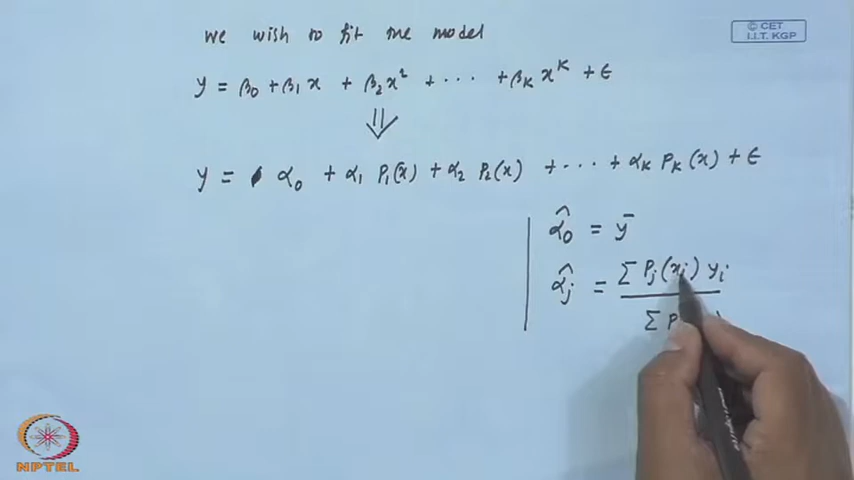 © CET
I.I.T. KGP
we wish to fit the model
y = β₀ + β₁ x + β₂ x² + ··· + βₖ xᴷ + ϵ
⇓
y = α₀ + α₁ P₁(x) + α₂ P₂(x) + ··· + αₖ Pₖ(x) + ϵ
α̂₀ = ȳ
α̂ⱼ = Σ Pⱼ(xᵢ) yᵢ
Σ P
NPTEL